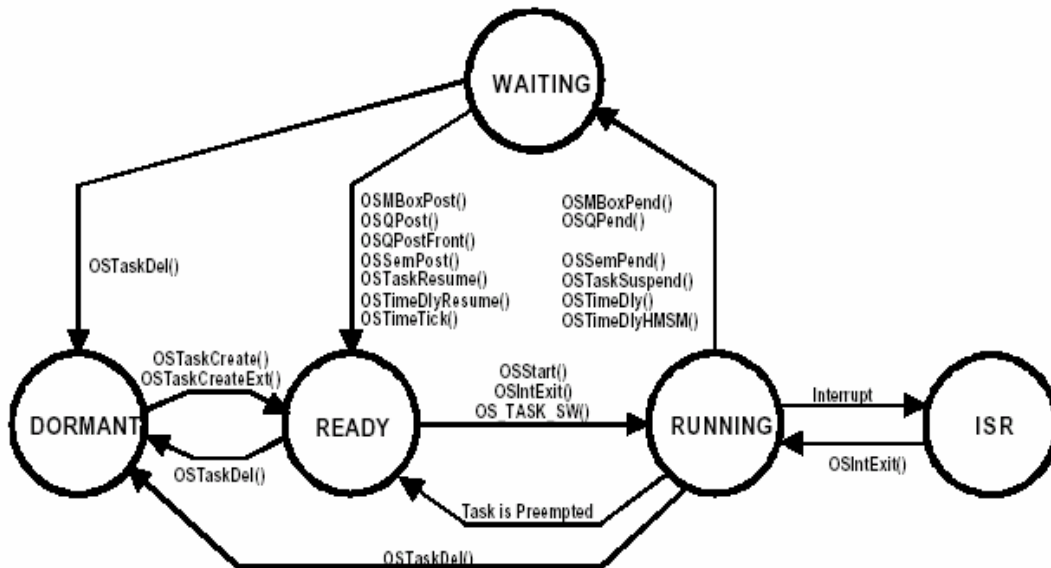 WAITING
OSMBoxPost()
OSQPost()
OSQPostFront()
OSSemPost()
OSTaskResume()
OSTimeDlyResume()
OSTimeTick()
OSMBoxPend()
OSQPend()
OSSemPend()
OSTaskSuspend()
OSTimeDly()
OSTimeDlyHMSM()
OSTaskDel()
OSTaskCreate()
OSTaskCreateExt()
OSStart()
OSIntExit()
OS_TASK_SW()
Interrupt
DORMANT
READY
RUNNING
ISR
OSIntExit()
OSTaskDel()
Task is Preempted
OSTaskDel()